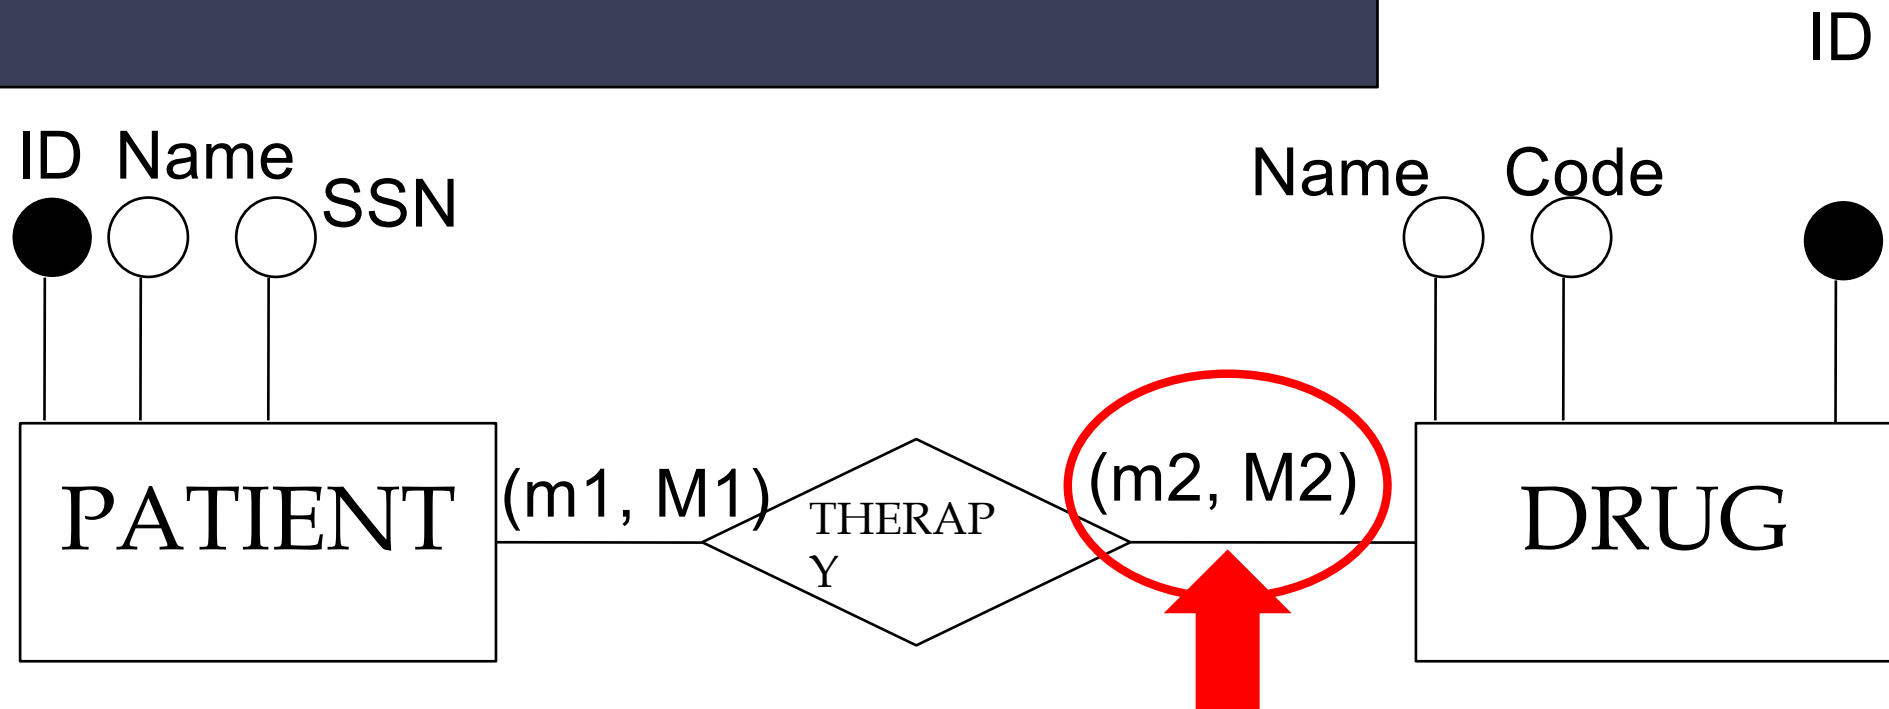 ID
ID Name
SSN
Name Code
PATIENT
(m1, M1)
THERAP
Y
(m2, M2)
DRUG